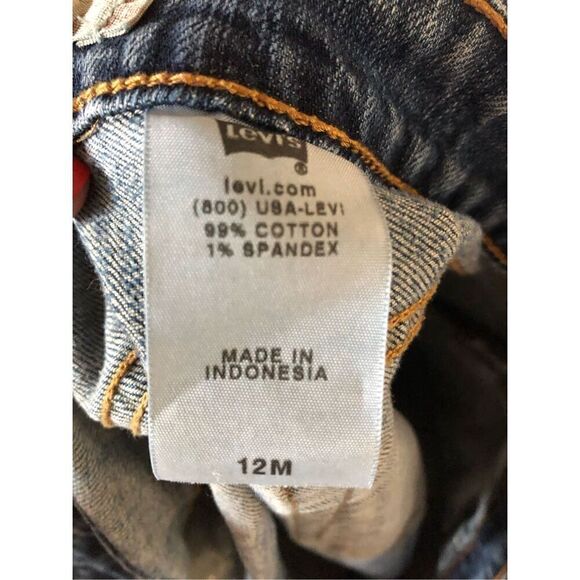 Levi's
®
levi.com
(800) USA-LEVI
99% COTTON
1% SPANDEX
MADE IN
INDONESIA
12M